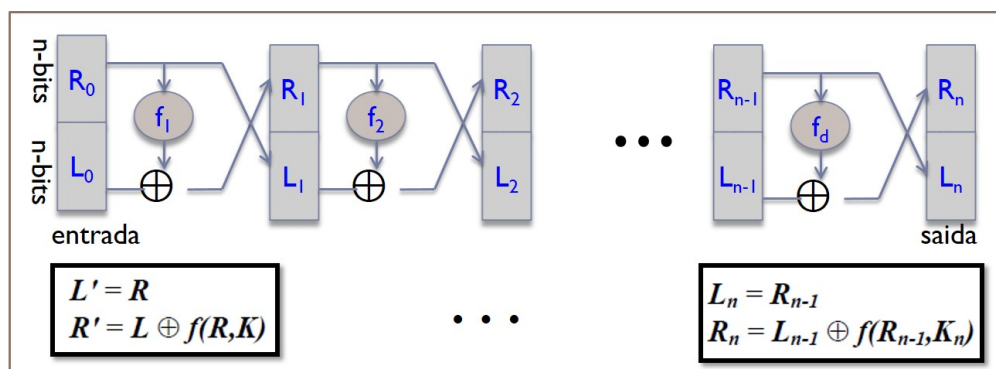 n-bits
R₀
f₁
R₁
f₂
R₂
• • •
Rₙ₋₁
f_d
Rₙ
n-bits
L₀
⊕
L₁
⊕
L₂
Lₙ₋₁
⊕
Lₙ
entrada
saida
L' = R
R' = L ⊕ f(R,K)
• • •
Lₙ = Rₙ₋₁
Rₙ = Lₙ₋₁ ⊕ f(Rₙ₋₁,Kₙ)